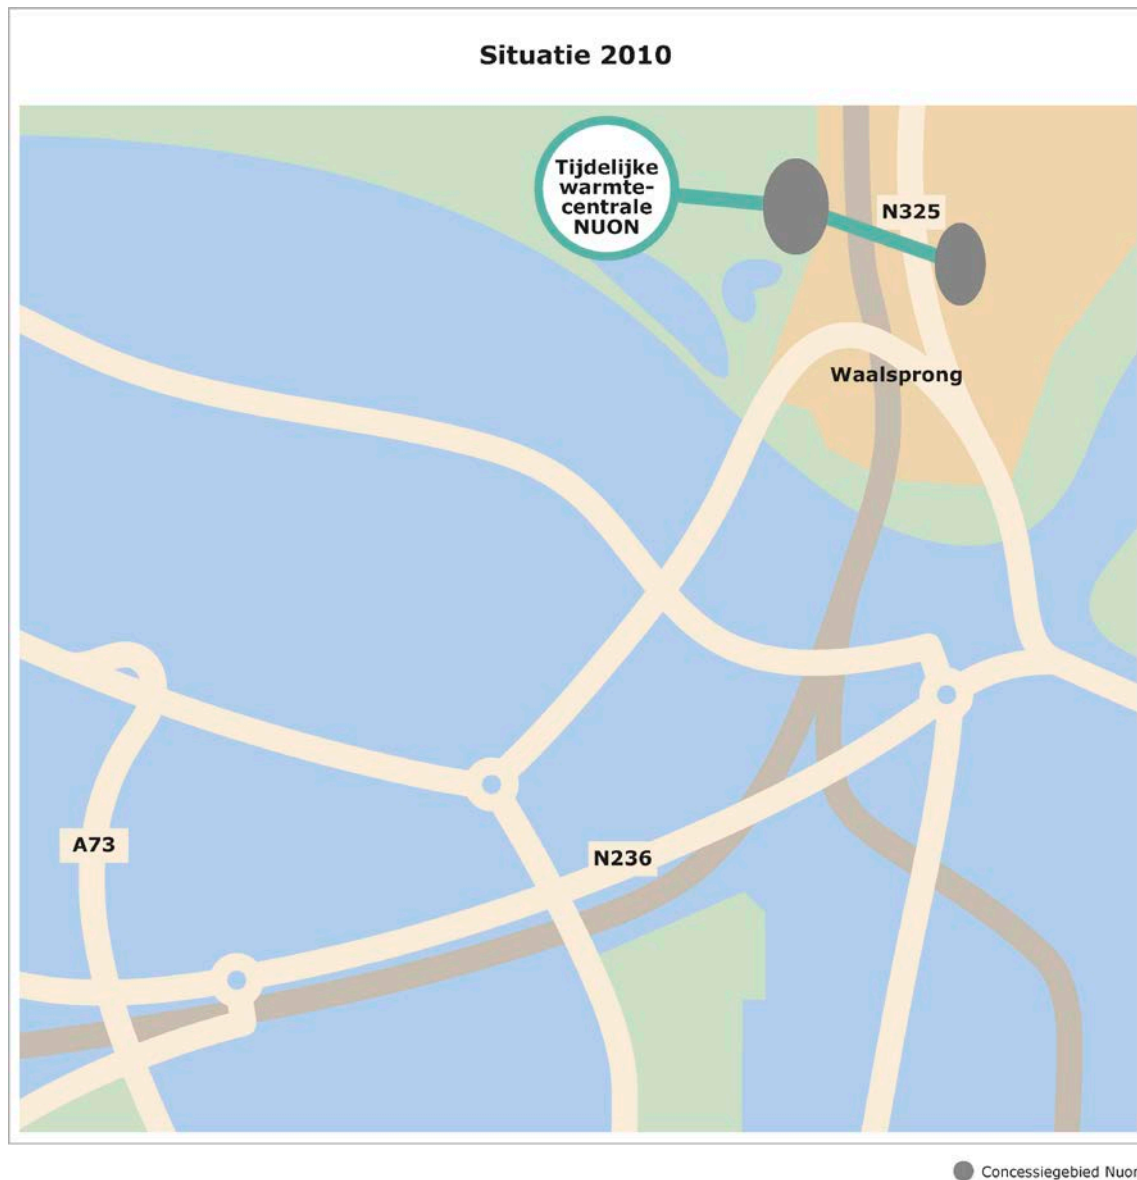 Situatie 2010
Tijdelijke
warmte-
centrale
NUON
N325
Waalsprong
A73
N236
Concessiegebied Nuon